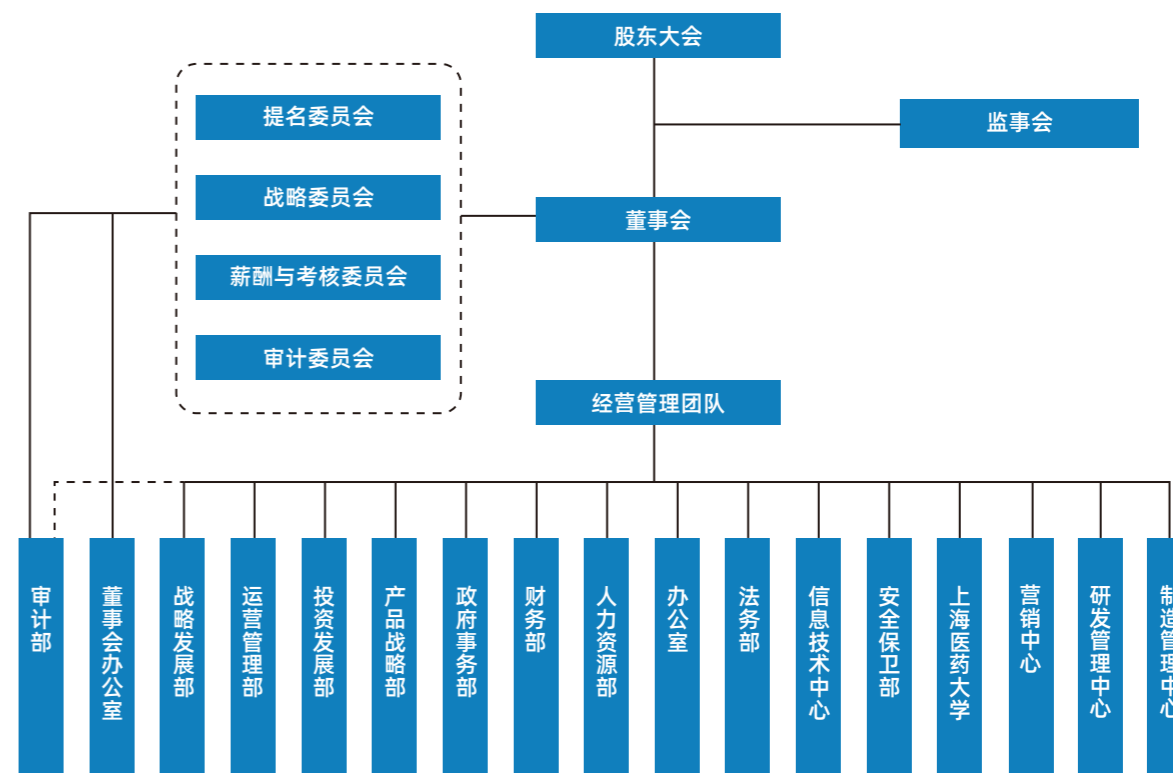 股东大会
提名委员会
监事会
战略委员会
董事会
薪酬与考核委员会
审计委员会
经营管理团队
审计部
董事会办公室
战略发展部
运营管理部
投资发展部
产品战略部
政府事务部
财务部
人力资源部
办公室
法务部
信息技术中心
安全保卫部
上海医药大学
营销中心
研发管理中心
制造管理中心